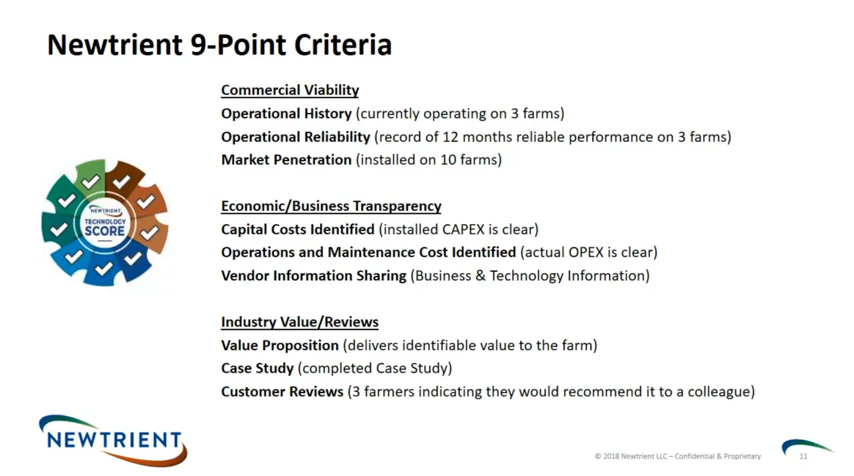 Newtrient 9-Point Criteria
Commercial Viability
Operational History (currently operating on 3 farms)
Operational Reliability (record of 12 months reliable performance on 3 farms)
Market Penetration (installed on 10 farms)
NEWTRIENT
TECHNOLOGY
SCORE
Economic/Business Transparency
Capital Costs Identified (installed CAPEX is clear)
Operations and Maintenance Cost Identified (actual OPEX is clear)
Vendor Information Sharing (Business & Technology Information)
Industry Value/Reviews
Value Proposition (delivers identifiable value to the farm)
Case Study (completed Case Study)
Customer Reviews (3 farmers indicating they would recommend it to a colleague)
NEWTRIENT
© 2018 Newtrient LLC – Confidential & Proprietary
11